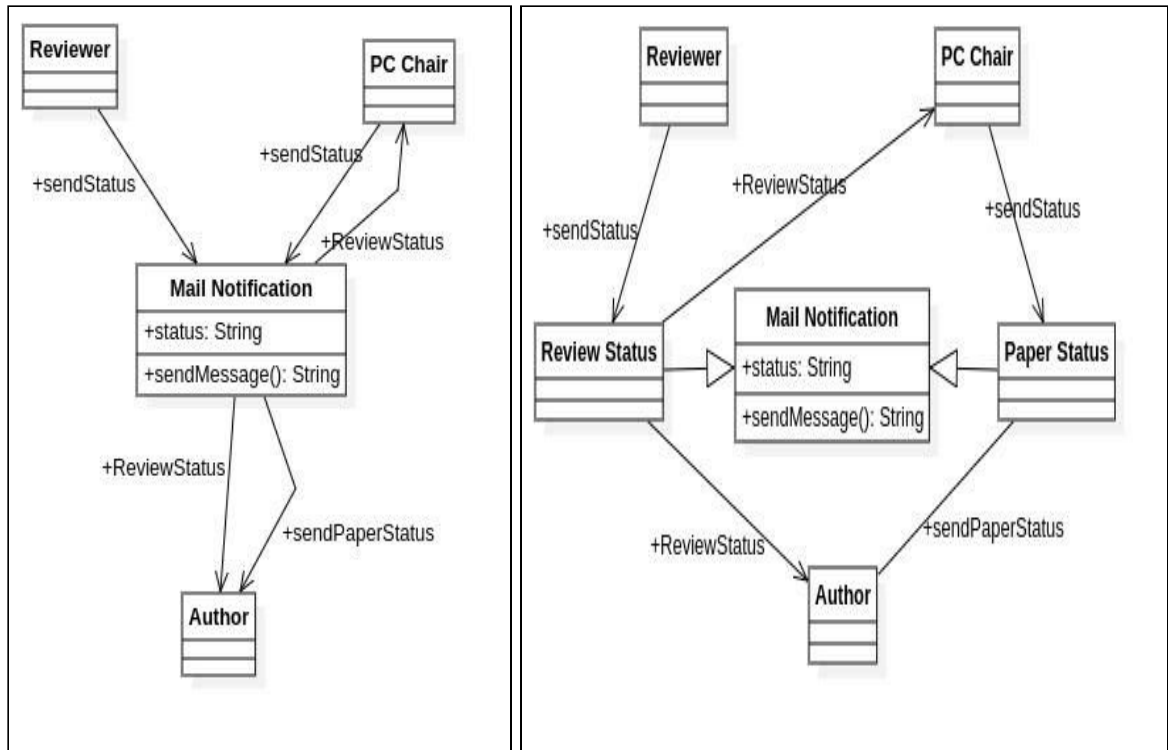 Reviewer
PC Chair
+sendStatus
+sendStatus
+ReviewStatus
Mail Notification
+status: String
+sendMessage(): String
+ReviewStatus
+sendPaperStatus
Author
Reviewer
PC Chair
+ReviewStatus
+sendStatus
+sendStatus
Mail Notification
Review Status
Paper Status
+status: String
+sendMessage(): String
+sendPaperStatus
+ReviewStatus
Author